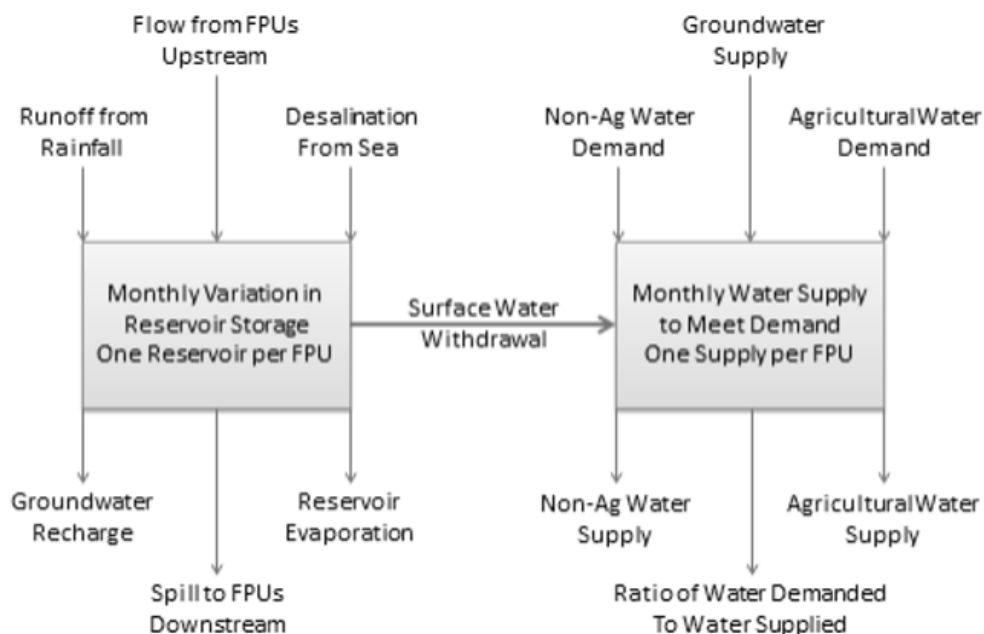 Flow from FPUs
Upstream
Groundwater
Supply
Runoff from
Rainfall
Desalination
From Sea
Non-Ag Water
Demand
Agricultural Water
Demand
Monthly Variation in
Reservoir Storage
One Reservoir per FPU
Surface Water
Withdrawal
Monthly Water Supply
to Meet Demand
One Supply per FPU
Groundwater
Recharge
Reservoir
Evaporation
Non-Ag Water
Supply
Agricultural Water
Supply
Spill to FPUs
Downstream
Ratio of Water Demanded
To Water Supplied